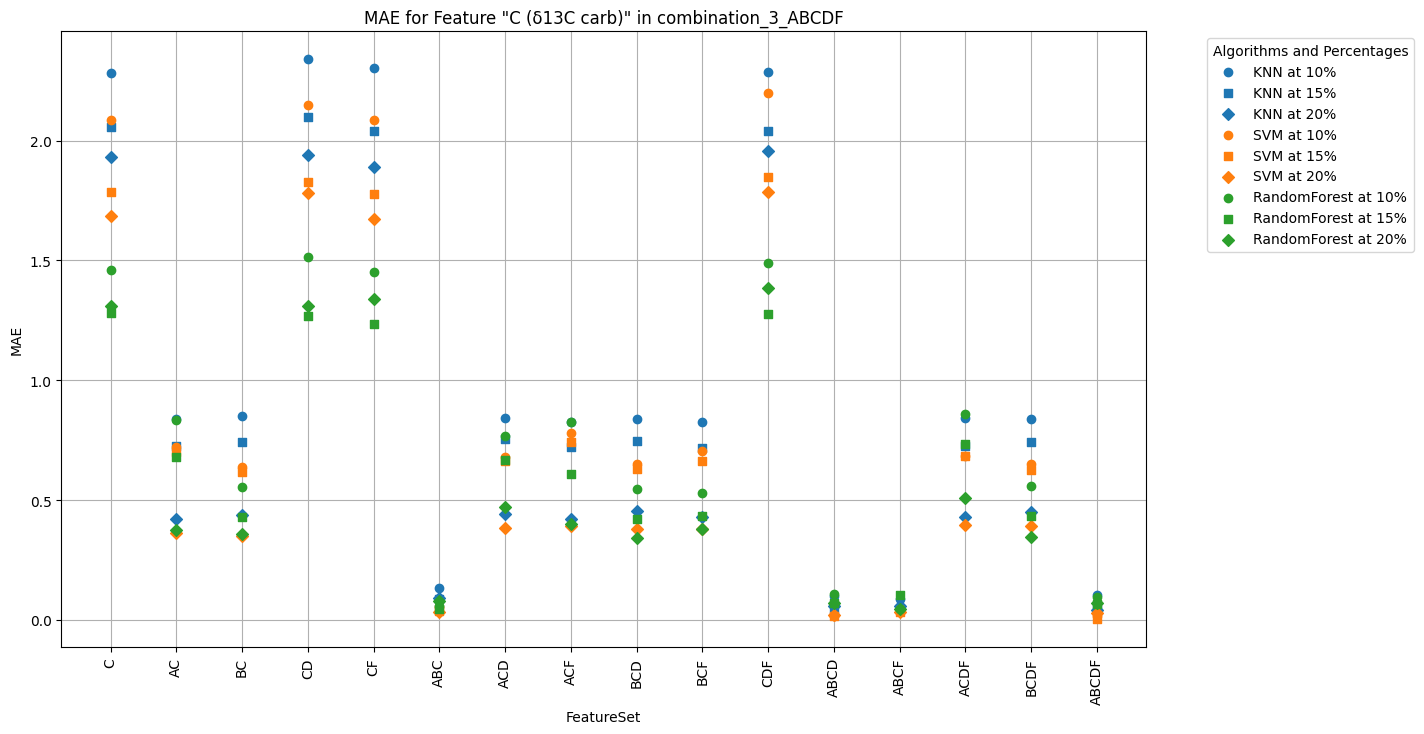 MAE for Feature "C (δ13C carb)" in combination_3_ABCDF
Algorithms and Percentages
KNN at 10%
KNN at 15%
KNN at 20%
SVM at 10%
SVM at 15%
SVM at 20%
RandomForest at 10%
RandomForest at 15%
RandomForest at 20%
MAE
2.0
1.5
1.0
0.5
0.0
C
AC
BC
CD
CF
ABC
ACD
ACF
BCD
BCF
CDF
ABCD
ABCF
ACDF
BCDF
ABCDF
FeatureSet